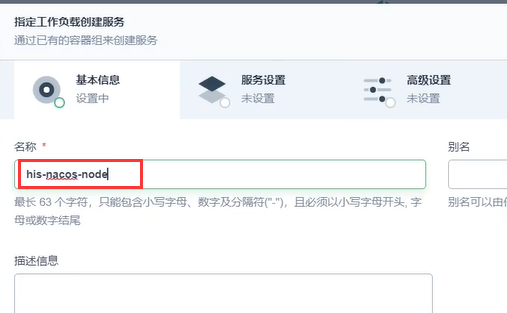 指定工作负载创建服务
通过已有的容器组来创建服务
基本信息
设置中
服务设置
未设置
高级设置
未设置
名称 *
别名
his-nacos-node
最长 63 个字符，只能包含小写字母、数字及分隔符("-")，且必须以小写字母开头, 字
母或数字结尾
别名可以由
描述信息